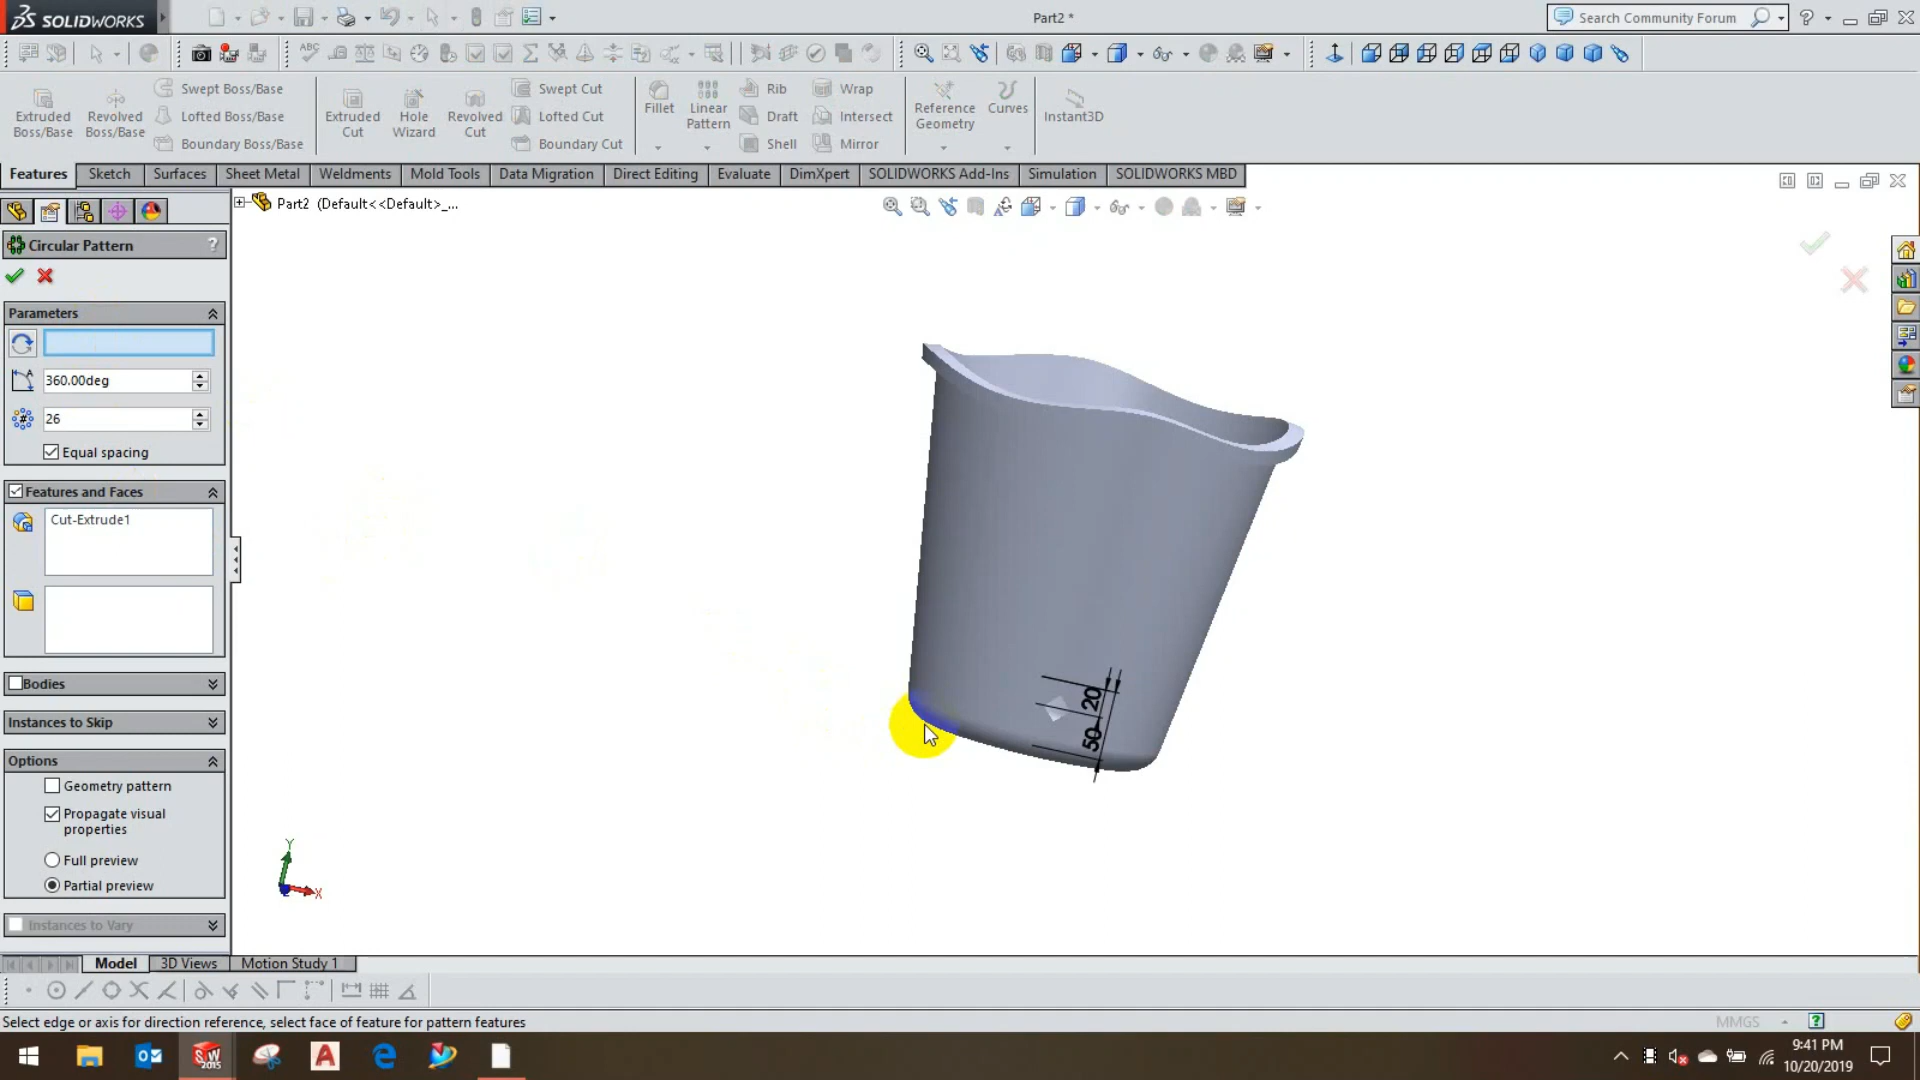 SOLIDWORKS
Part2 *
Search Community Forum
Extruded Boss/Base
Revolved Boss/Base
Swept Boss/Base
Lofted Boss/Base
Boundary Boss/Base
Extruded Cut
Hole Wizard
Revolved Cut
Swept Cut
Lofted Cut
Boundary Cut
Fillet
Linear Pattern
Rib
Draft
Shell
Wrap
Intersect
Mirror
Reference Geometry
Curves
Instant3D
Features
Sketch
Surfaces
Sheet Metal
Weldments
Mold Tools
Data Migration
Direct Editing
Evaluate
DimXpert
SOLIDWORKS Add-Ins
Simulation
SOLIDWORKS MBD
Part2 (Default<<Default>_...
Circular Pattern
?
Parameters
360.00deg
26
Equal spacing
Features and Faces
Cut-Extrude1
Bodies
Instances to Skip
Options
Geometry pattern
Propagate visual
properties
Full preview
Partial preview
Instances to Vary
20
50
Y
X
Model
3D Views
Motion Study 1
Select edge or axis for direction reference, select face of feature for pattern features
MMGS
9:41 PM
10/20/2019